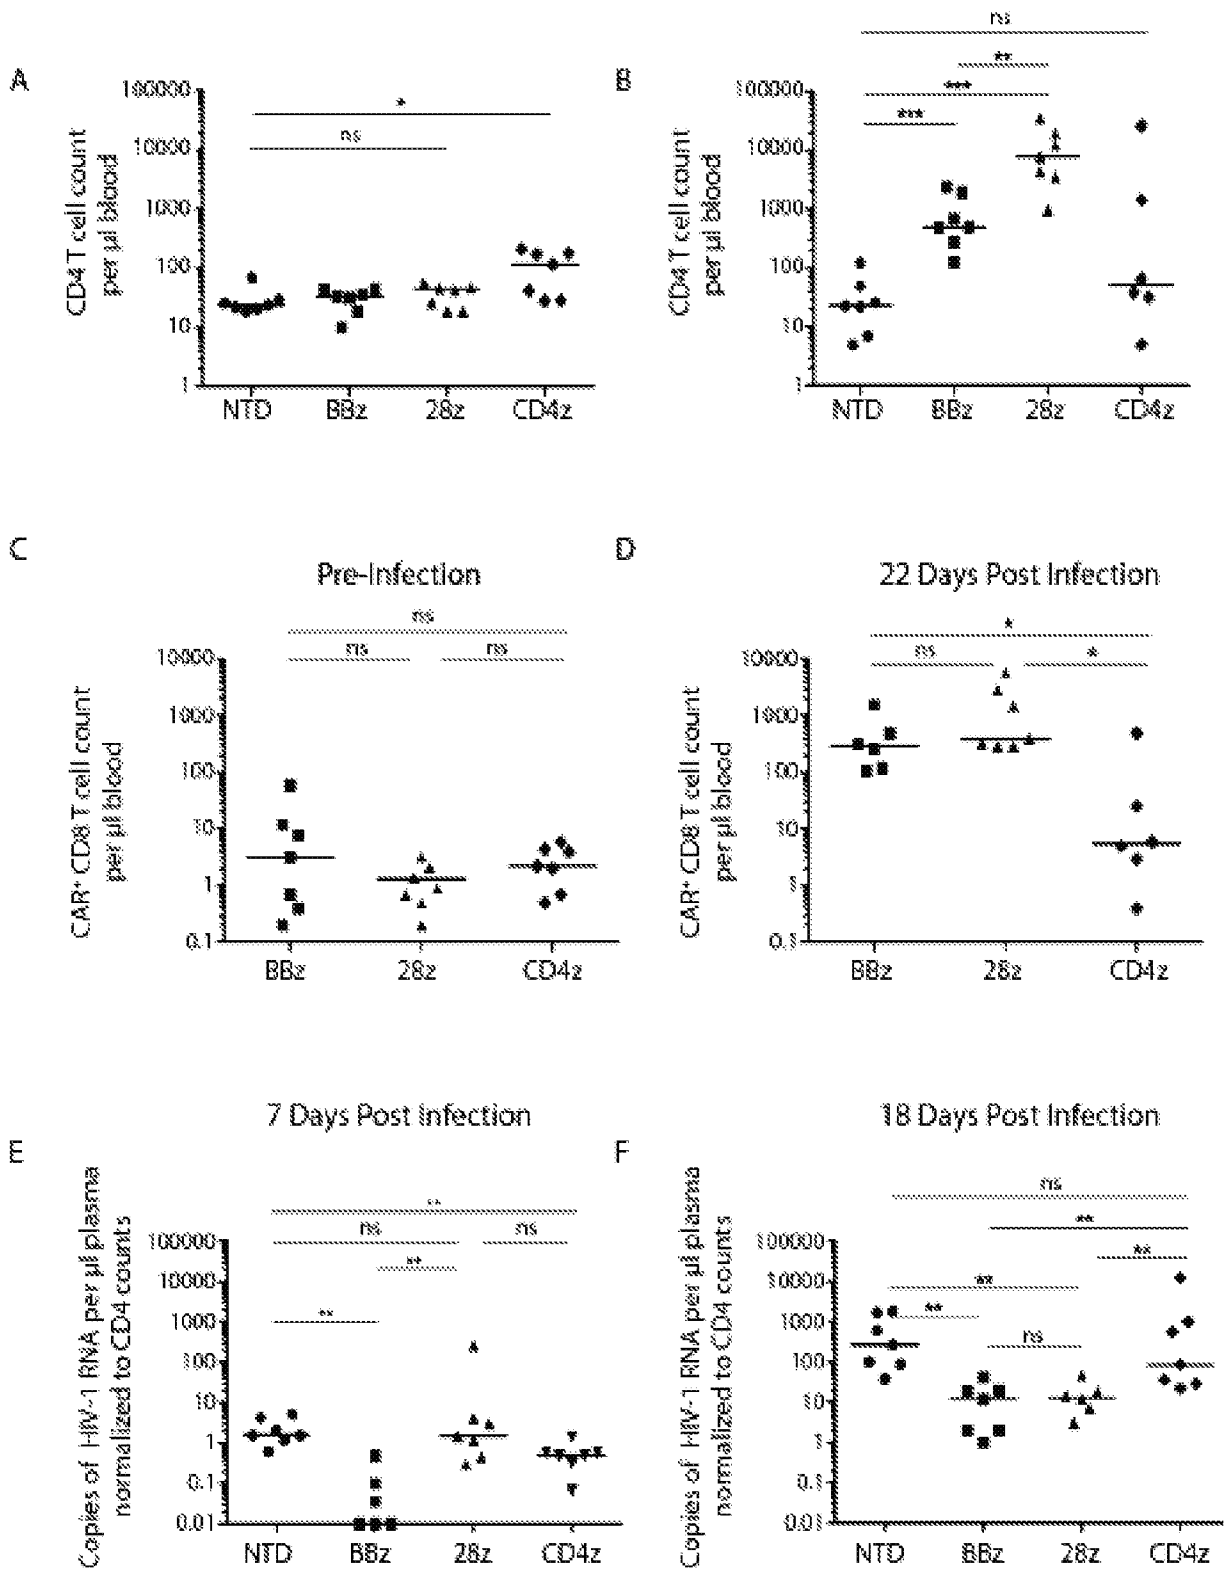 A
CD4 T cell count
per µl blood
100000
10000
1000
100
10
1
*
ns
NTD BBz 28z CD4z
B
CD4 T cell count
per µl blood
100000
10000
1000
100
10
1
ns
**
***
***
NTD BBz 28z CD4z
C
Pre-Infection
CAR⁺ CD8 T cell count
per µl blood
10000
1000
100
10
1
0.1
ns
ns ns
BBz 28z CD4z
D
22 Days Post Infection
CAR⁺ CD8 T cell count
per µl blood
10000
1000
100
10
1
0.1
*
ns *
BBz 28z CD4z
E
7 Days Post Infection
Copies of HIV-1 RNA per µl plasma
normalized to CD4 counts
100000
10000
1000
100
10
1
0.1
0.01
**
ns ns
**
**
NTD BBz 28z CD4z
F
18 Days Post Infection
Copies of HIV-1 RNA per µl plasma
normalized to CD4 counts
100000
10000
1000
100
10
1
0.1
0.01
ns
**
**
**
**
ns
NTD BBz 28z CD4z